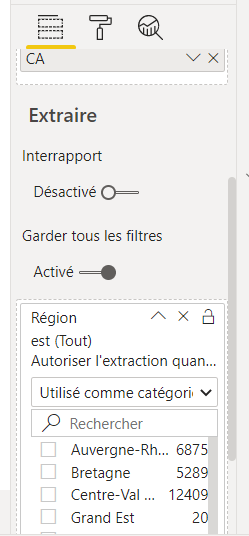 CA
Extraire
Interrapport
Désactivé
Garder tous les filtres
Activé
Région
est (Tout)
Autoriser l'extraction quan...
Utilisé comme catégori
Rechercher
Auvergne-Rh... 6875
Bretagne 5289
Centre-Val ... 12409
Grand Est 20